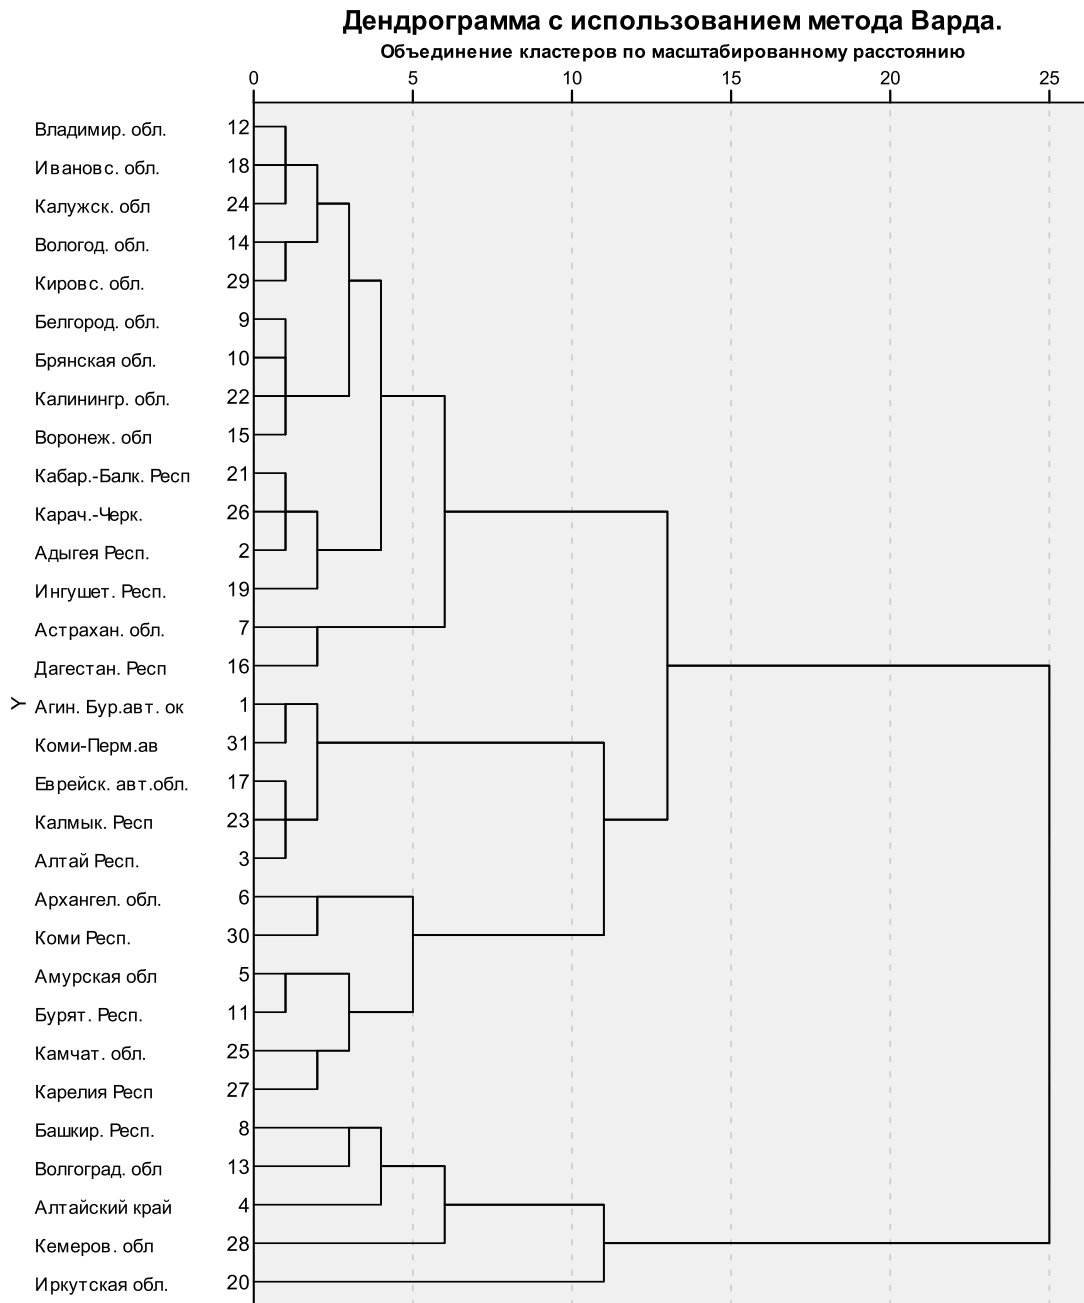 Дендрограмма с использованием метода Варда.
Объединение кластеров по масштабированному расстоянию
0 5 10 15 20 25
Владимир. обл. 12
Ивановс. обл. 18
Калужск. обл 24
Вологод. обл. 14
Кировс. обл. 29
Белгород. обл. 9
Брянская обл. 10
Калинингр. обл. 22
Воронеж. обл 15
Кабар.-Балк. Респ 21
Карач.-Черк. 26
Адыгея Респ. 2
Ингушет. Респ. 19
Астрахан. обл. 7
Дагестан. Респ 16
Y
Агин. Бур.авт. ок 1
Коми-Перм.ав 31
Еврейск. авт.обл. 17
Калмык. Респ 23
Алтай Респ. 3
Архангел. обл. 6
Коми Респ. 30
Амурская обл 5
Бурят. Респ. 11
Камчат. обл. 25
Карелия Респ 27
Башкир. Респ. 8
Волгоград. обл 13
Алтайский край 4
Кемеров. обл 28
Иркутская обл. 20